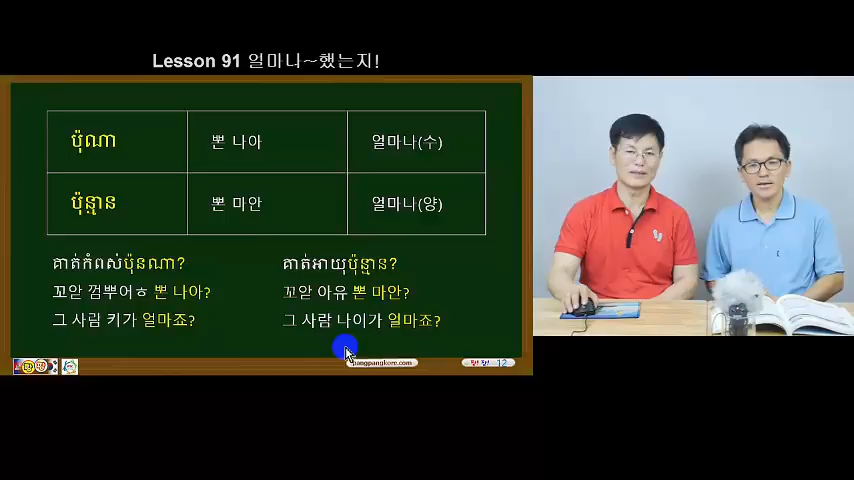 Lesson 91 얼마나~했는지!
ប៉ុណា 뽄 나아 얼마나(수)
ប៉ុន្មាន 뽄 마안 얼마나(양)
គាត់កំពស់ប៉ុនណា? គាត់អាយុប៉ុន្មាន?
꼬앋 껌뿌어ㅎ 뽄 나아? 꼬앋 아유 뽄 마안?
그 사람 키가 얼마죠? 그 사람 나이가 얼마죠?
pangpangkore.com 12